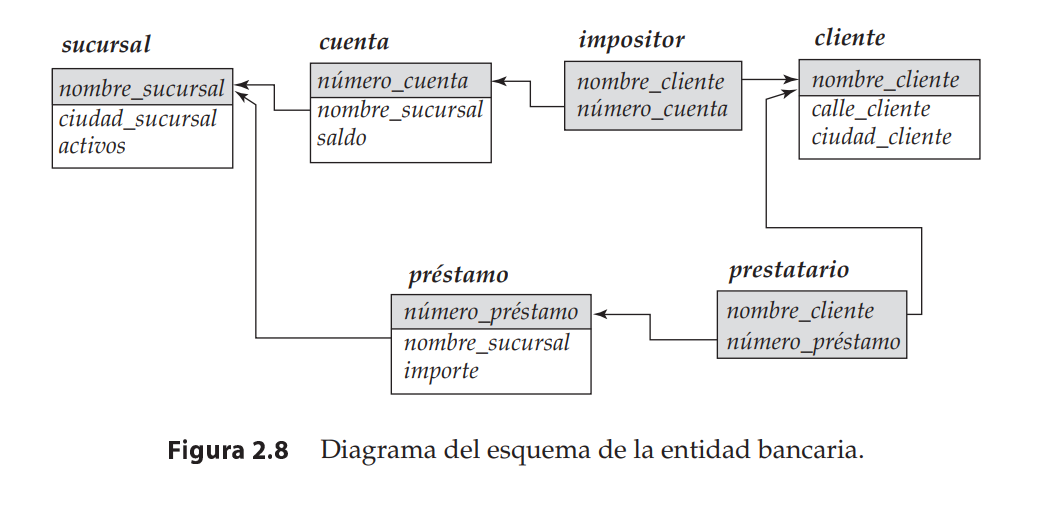 sucursal
nombre_sucursal
ciudad_sucursal
activos
cuenta
número_cuenta
nombre_sucursal
saldo
impositor
nombre_cliente
número_cuenta
cliente
nombre_cliente
calle_cliente
ciudad_cliente
préstamo
número_préstamo
nombre_sucursal
importe
prestatario
nombre_cliente
número_préstamo
Figura 2.8 Diagrama del esquema de la entidad bancaria.